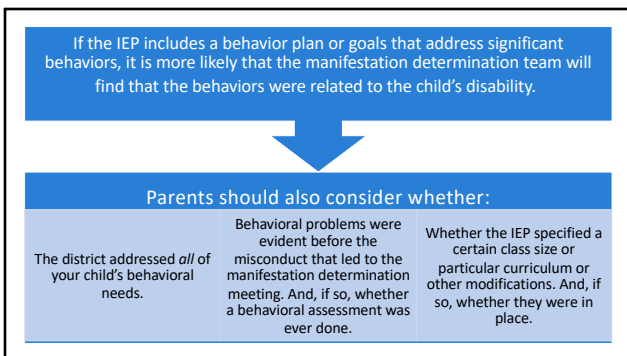 If the IEP includes a behavior plan or goals that address significant
behaviors, it is more likely that the manifestation determination team will
find that the behaviors were related to the child's disability.
Parents should also consider whether:
The district addressed all of
your child's behavioral
needs.
Behavioral problems were
evident before the
misconduct that led to the
manifestation determination
meeting. And, if so, whether
a behavioral assessment was
ever done.
Whether the IEP specified a
certain class size or
particular curriculum or
other modifications. And, if
so, whether they were in
place.